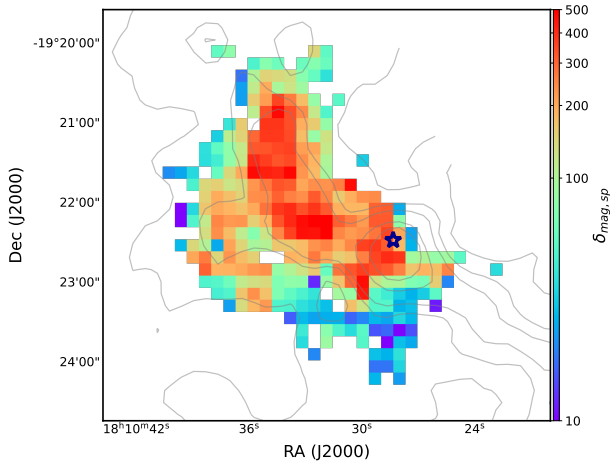 -19°20'00"
21'00"
22'00"
23'00"
24'00"
Dec (J2000)
18ʰ10ᵐ42ˢ
36ˢ
30ˢ
24ˢ
RA (J2000)
500
400
300
200
100
10
δmag, sp